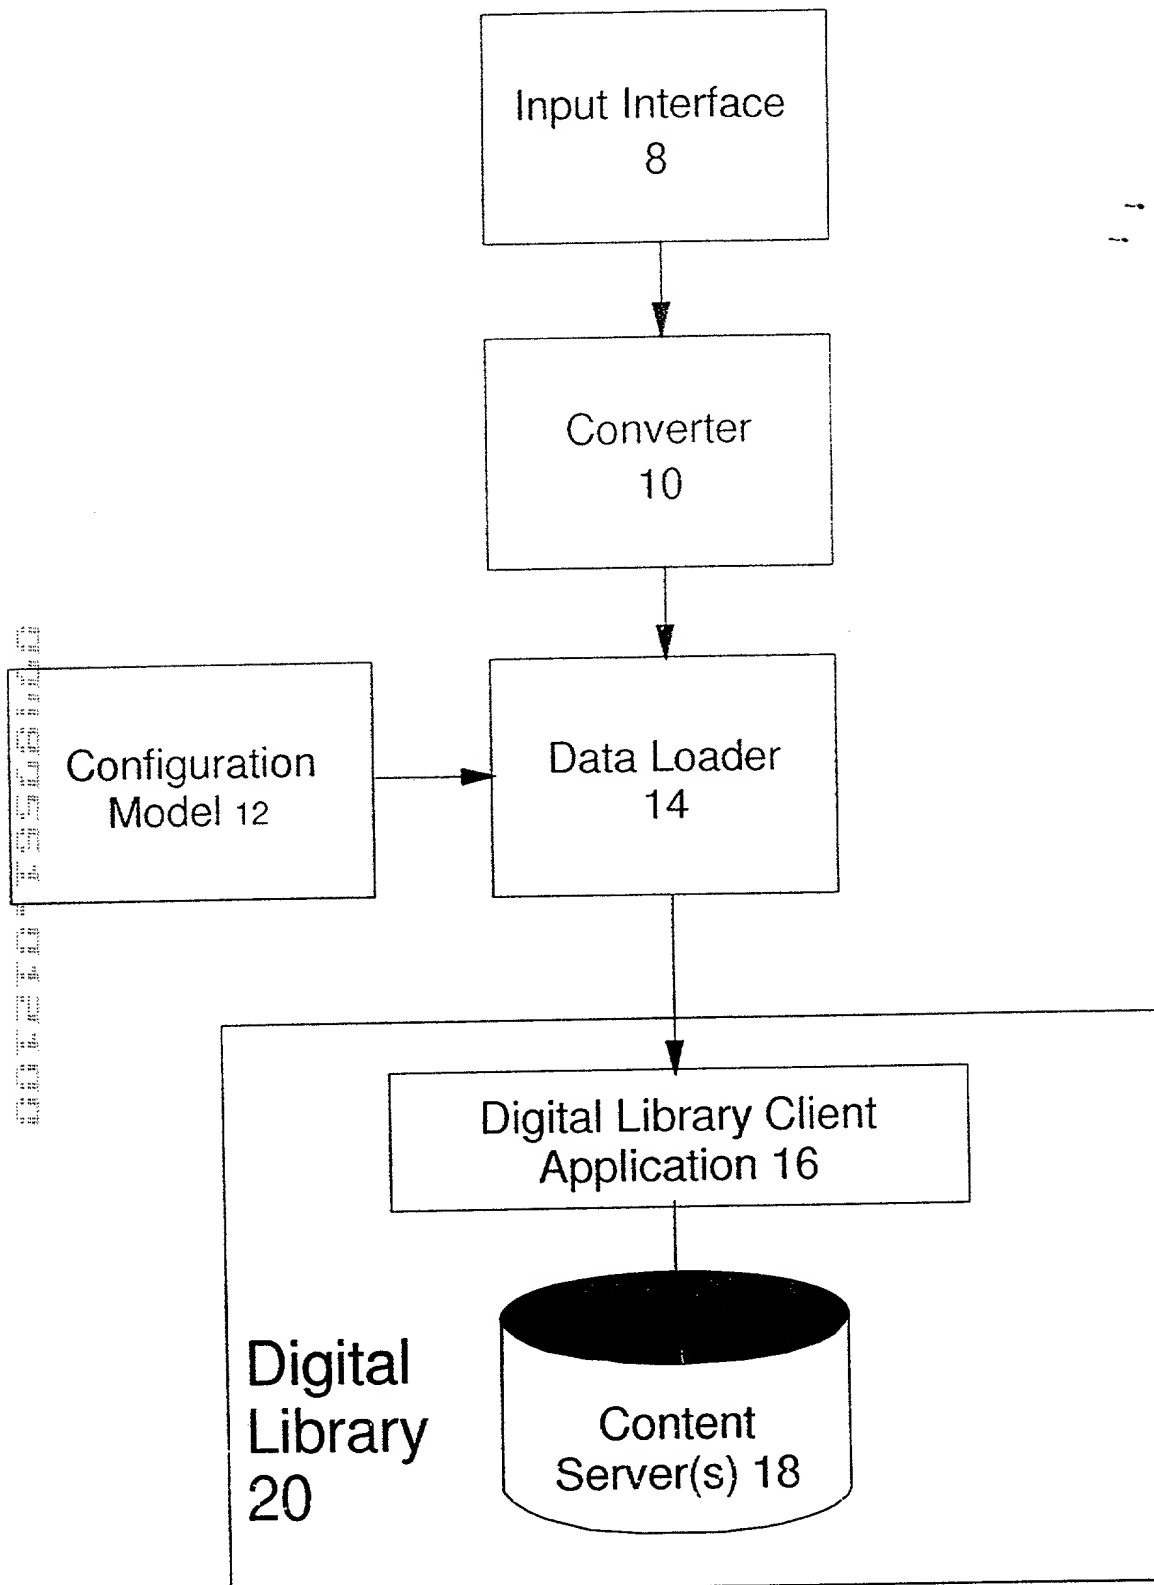 Input Interface
8
Converter
10
Configuration
Model 12
Data Loader
14
Digital Library Client
Application 16
Digital
Library
20
Content
Server(s) 18